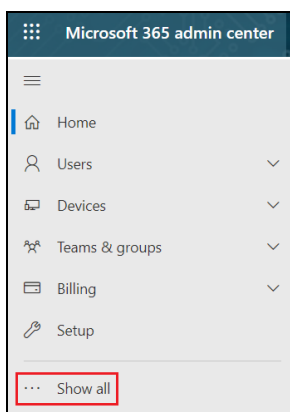 Microsoft 365 admin center
Home
Users
Devices
Teams & groups
Billing
Setup
... Show all